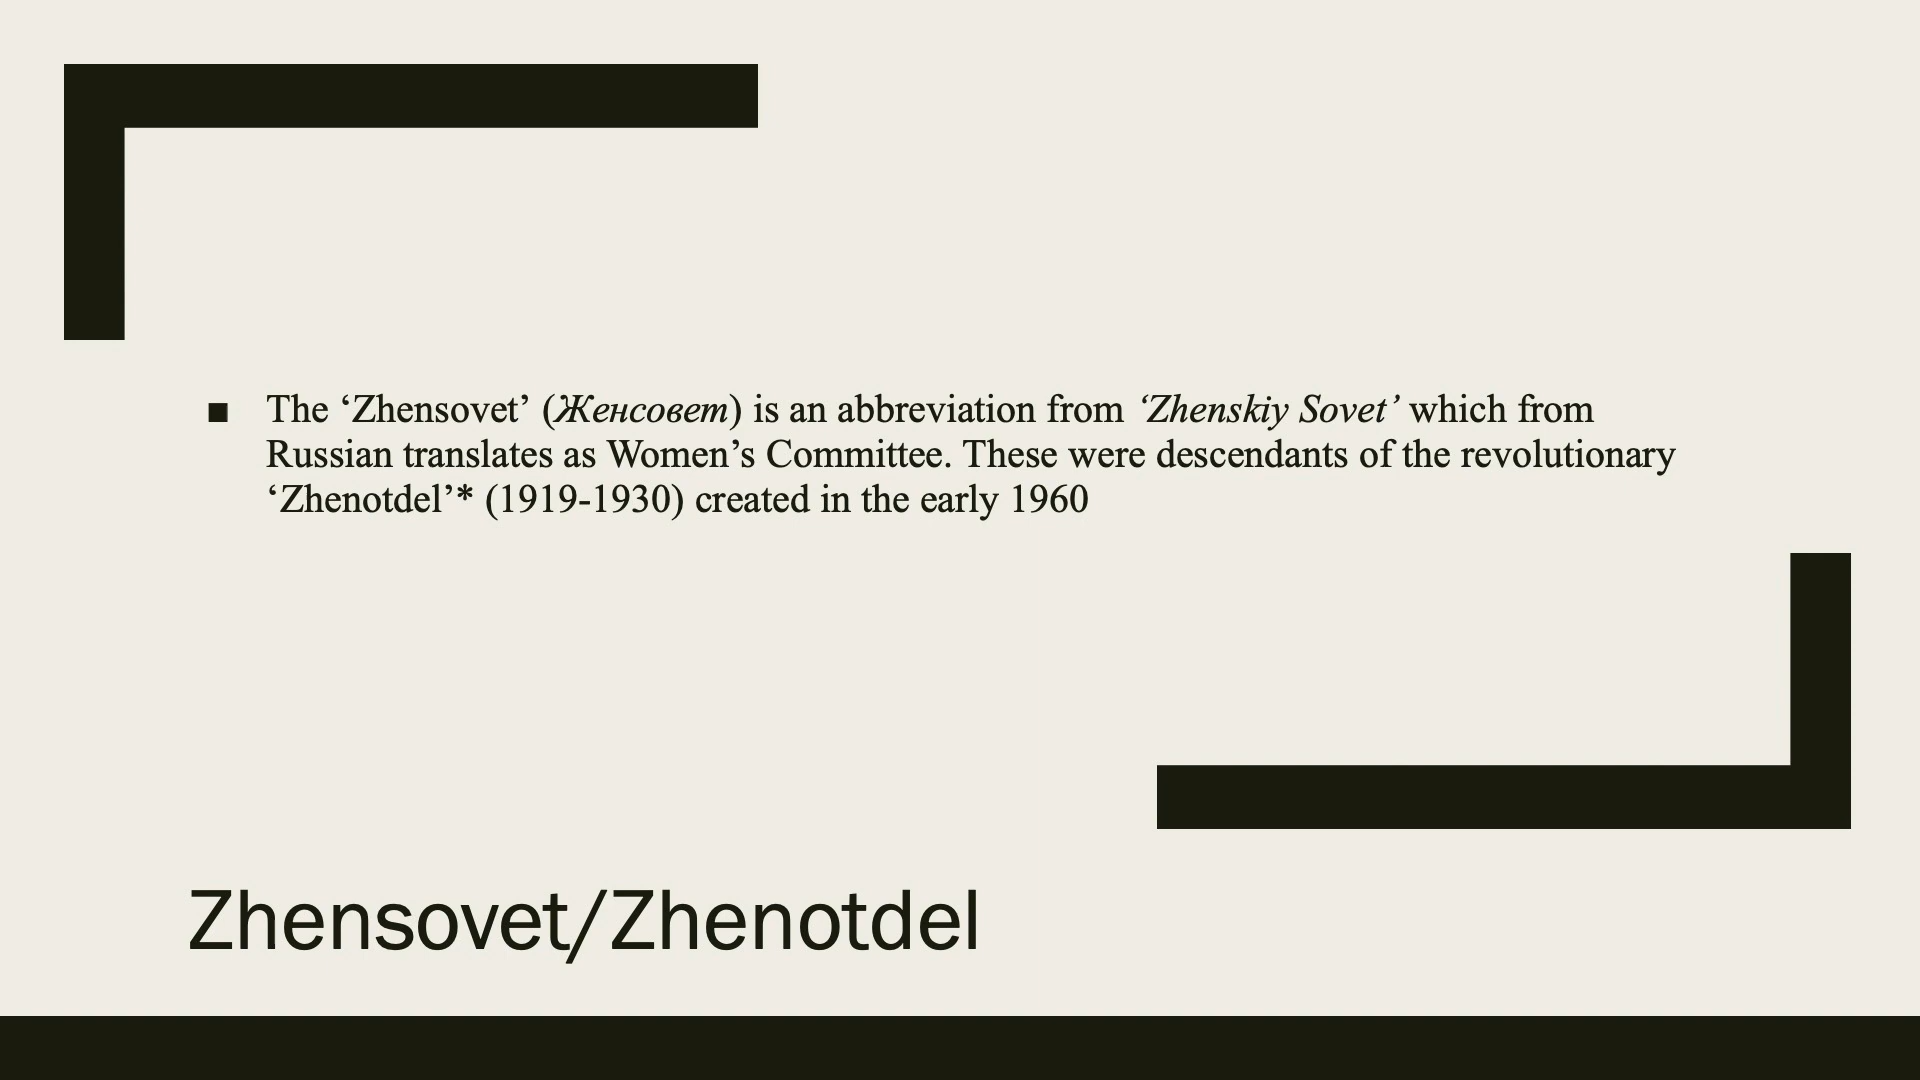 ■ The ‘Zhensovet’ (Женсовет) is an abbreviation from ‘Zhenskiy Sovet’ which from
Russian translates as Women’s Committee. These were descendants of the revolutionary
‘Zhenotdel’* (1919-1930) created in the early 1960
Zhensovet/Zhenotdel